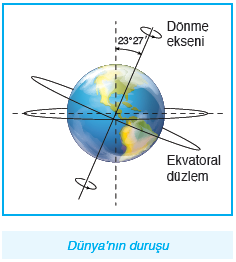 Dönme
ekseni
23°27'
Ekvatoral
düzlem
Dünya'nın duruşu